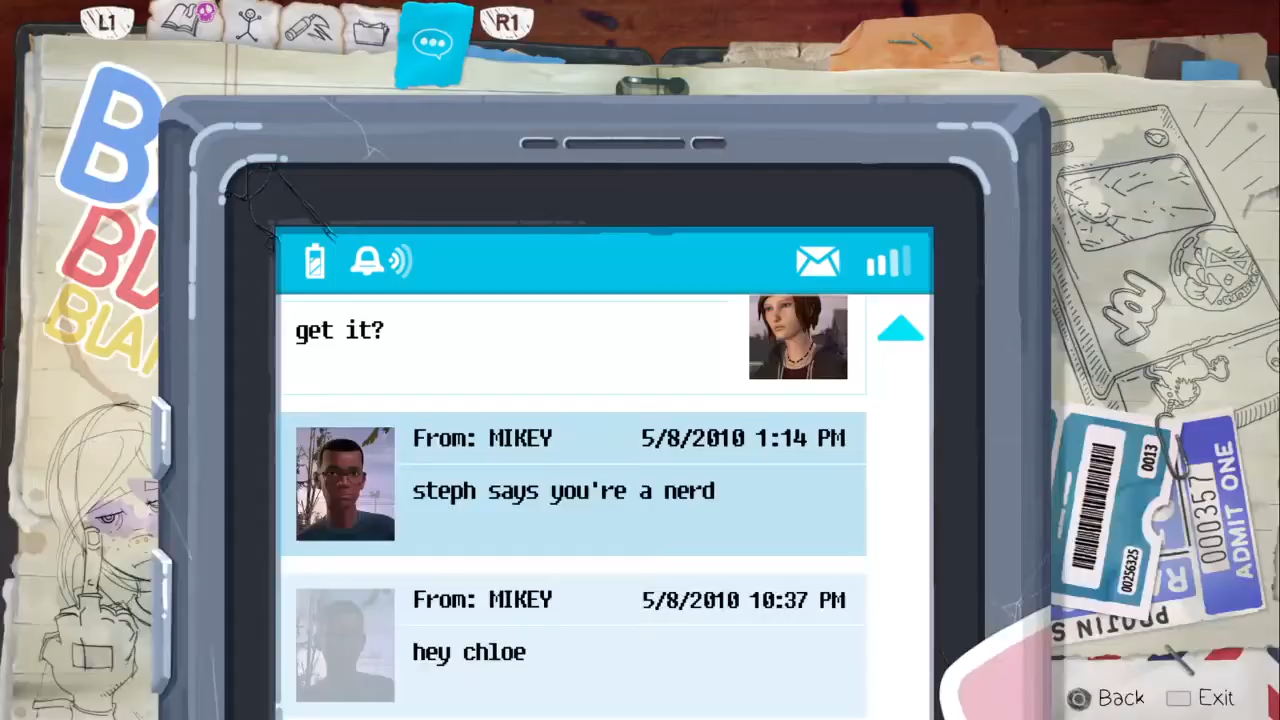 L1
R1
get it?
From: MIKEY 5/8/2010 1:14 PM
steph says you're a nerd
From: MIKEY 5/8/2010 10:37 PM
hey chloe
0013
00256325
000357
ADMIT ONE
Back
Exit